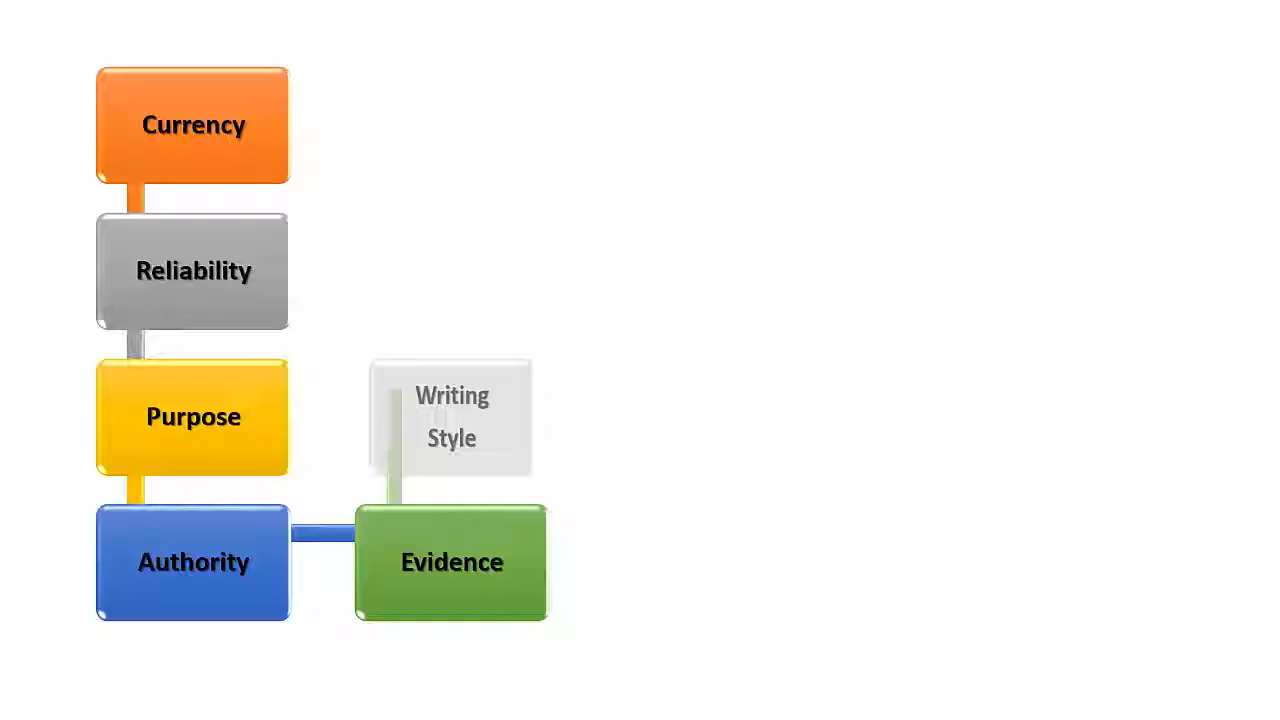 Currency
Reliability
Purpose
Authority
Evidence
Writing
Style